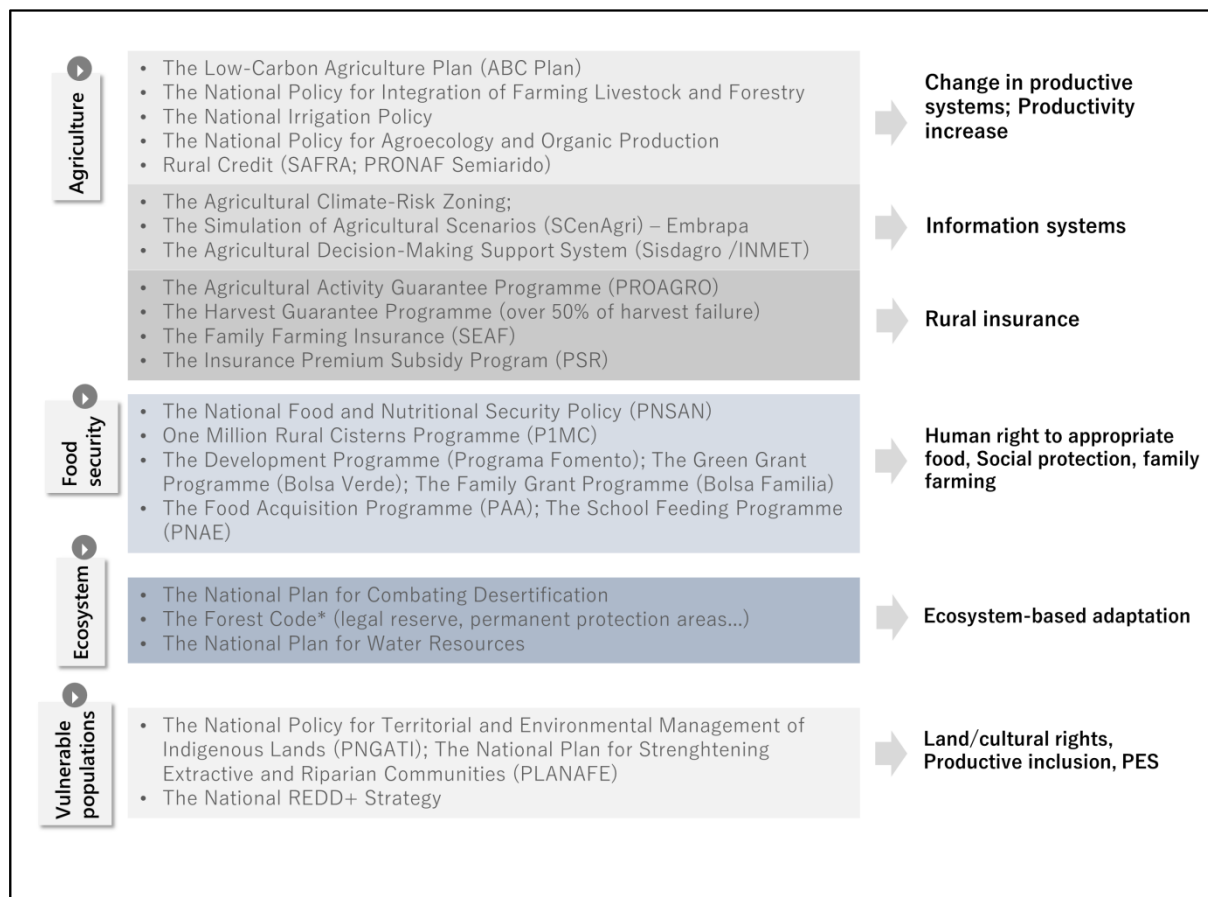 Agriculture
• The Low-Carbon Agriculture Plan (ABC Plan)
• The National Policy for Integration of Farming Livestock and Forestry
• The National Irrigation Policy
• The National Policy for Agroecology and Organic Production
• Rural Credit (SAFRA; PRONAF Semiarido)
Change in productive
systems; Productivity
increase
• The Agricultural Climate-Risk Zoning;
• The Simulation of Agricultural Scenarios (SCenAgri) – Embrapa
• The Agricultural Decision-Making Support System (Sisdagro /INMET)
Information systems
• The Agricultural Activity Guarantee Programme (PROAGRO)
• The Harvest Guarantee Programme (over 50% of harvest failure)
• The Family Farming Insurance (SEAF)
• The Insurance Premium Subsidy Program (PSR)
Rural insurance
Food
security
• The National Food and Nutritional Security Policy (PNSAN)
• One Million Rural Cisterns Programme (P1MC)
• The Development Programme (Programa Fomento); The Green Grant
Programme (Bolsa Verde); The Family Grant Programme (Bolsa Familia)
• The Food Acquisition Programme (PAA); The School Feeding Programme
(PNAE)
Human right to appropriate
food, Social protection, family
farming
Ecosystem
• The National Plan for Combating Desertification
• The Forest Code* (legal reserve, permanent protection areas...)
• The National Plan for Water Resources
Ecosystem-based adaptation
Vulnerable
populations
• The National Policy for Territorial and Environmental Management of
Indigenous Lands (PNGATI); The National Plan for Strenghtening
Extractive and Riparian Communities (PLANAFE)
• The National REDD+ Strategy
Land/cultural rights,
Productive inclusion, PES